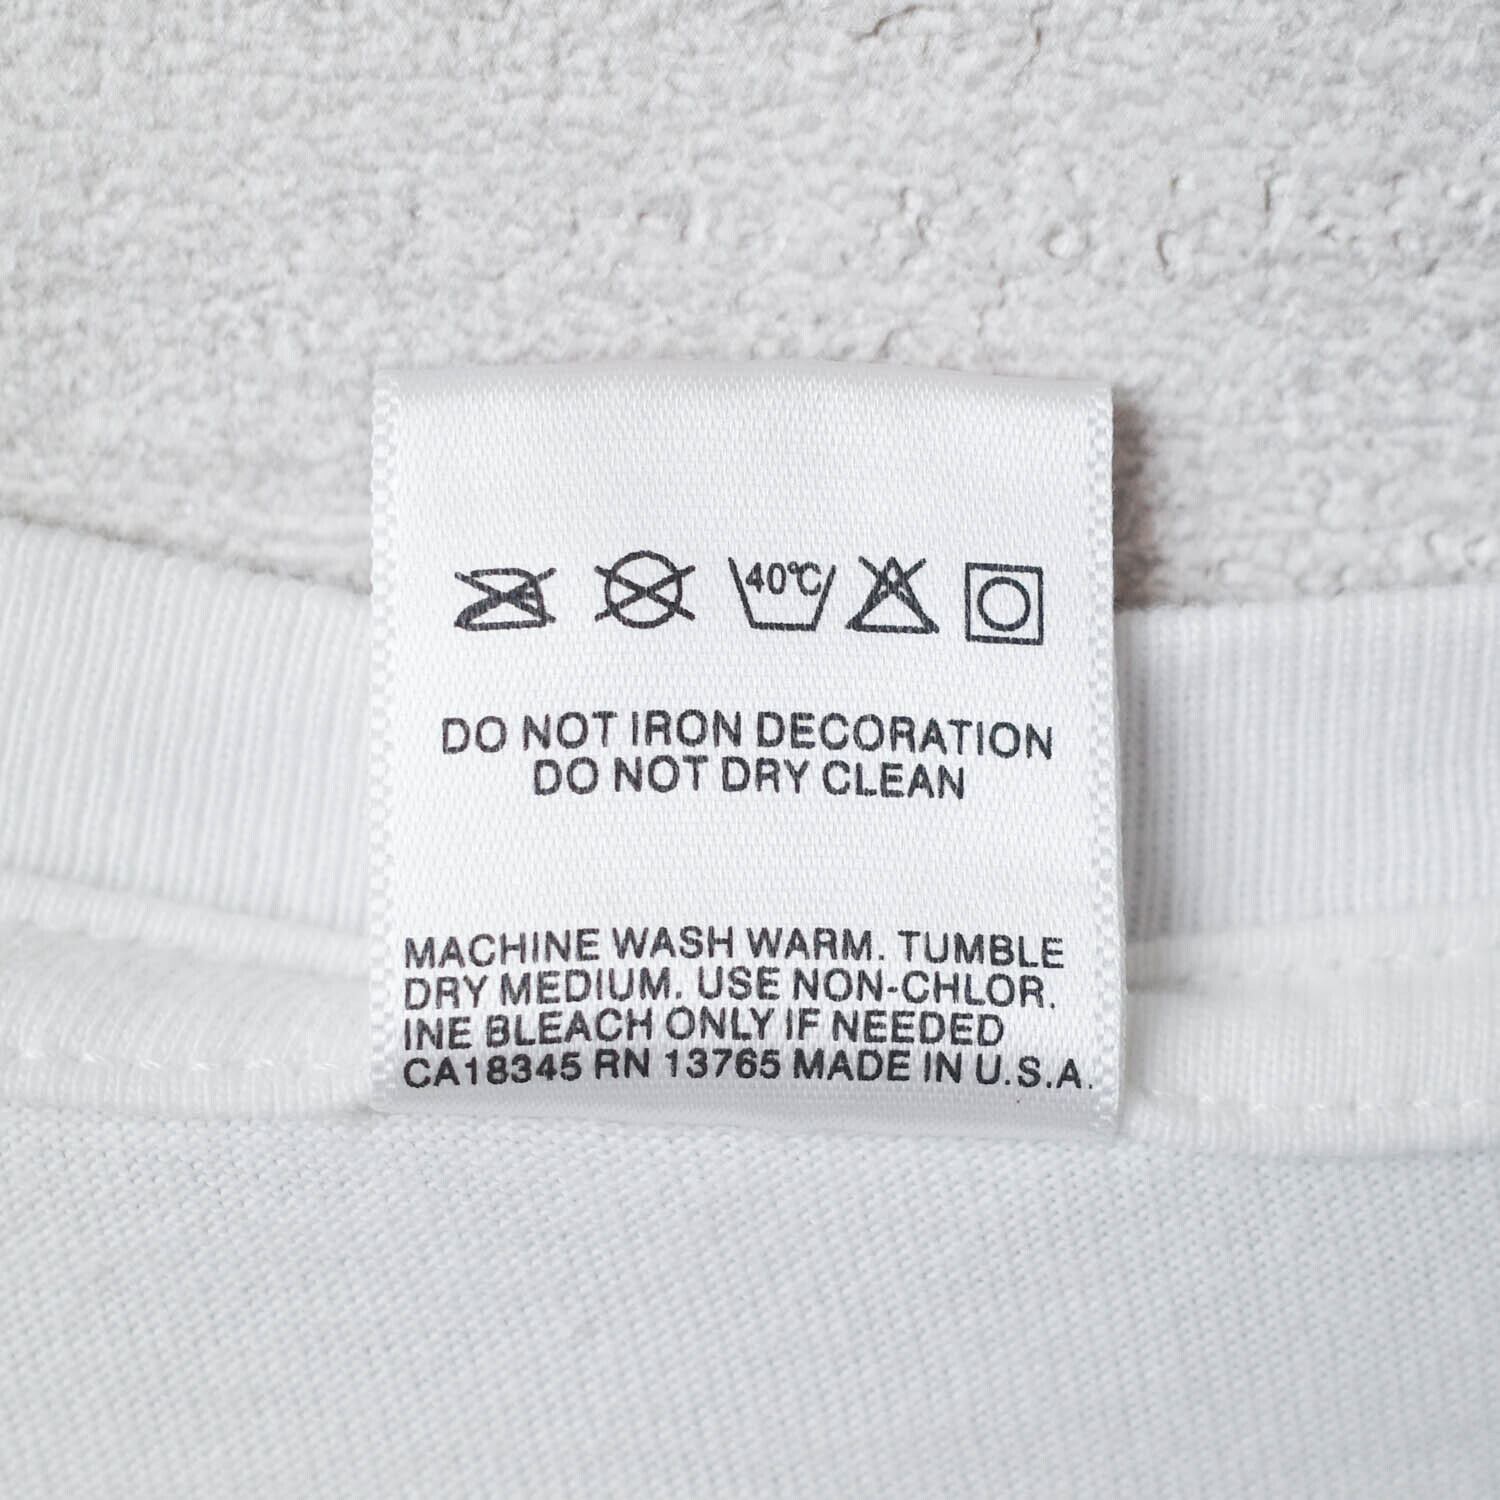 40℃
DO NOT IRON DECORATION
DO NOT DRY CLEAN
MACHINE WASH WARM. TUMBLE
DRY MEDIUM. USE NON-CHLOR.
INE BLEACH ONLY IF NEEDED
CA18345 RN 13765 MADE IN U.S.A.